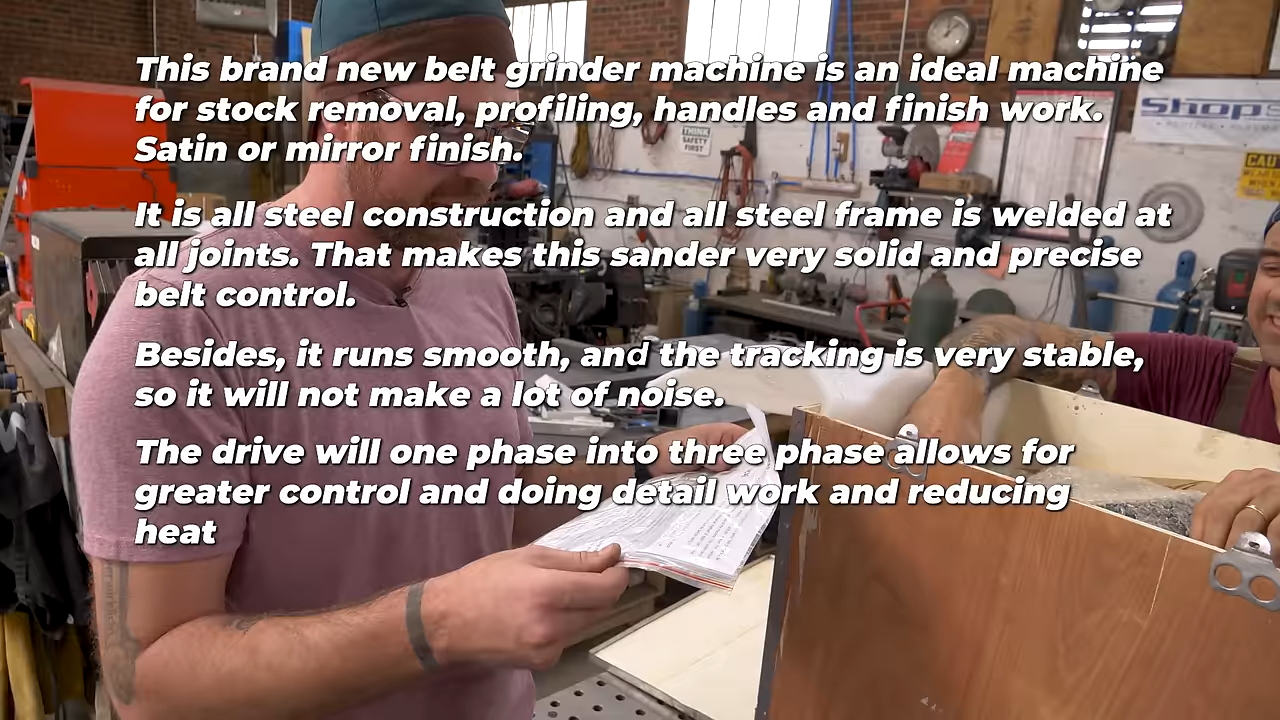 This brand new belt grinder machine is an ideal machine
for stock removal, profiling, handles and finish work.
Satin or mirror finish.
It is all steel construction and all steel frame is welded at
all joints. That makes this sander very solid and precise
belt control.
Besides, it runs smooth, and the tracking is very stable,
so it will not make a lot of noise.
The drive will one phase into three phase allows for
greater control and doing detail work and reducing
heat
THINK
SAFETY
FIRST
Shop
CAU